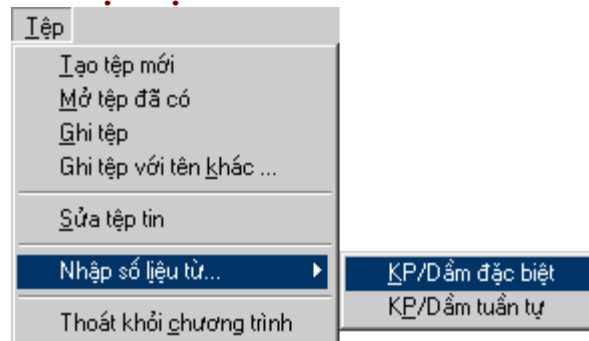 Tệp
Tạo tệp mới
Mở tệp đã có
Ghi tệp
Ghi tệp với tên khác ...
Sửa tệp tin
Nhập số liệu từ...
KP/Dầm đặc biệt
KP/Dầm tuần tự
Thoát khỏi chương trình